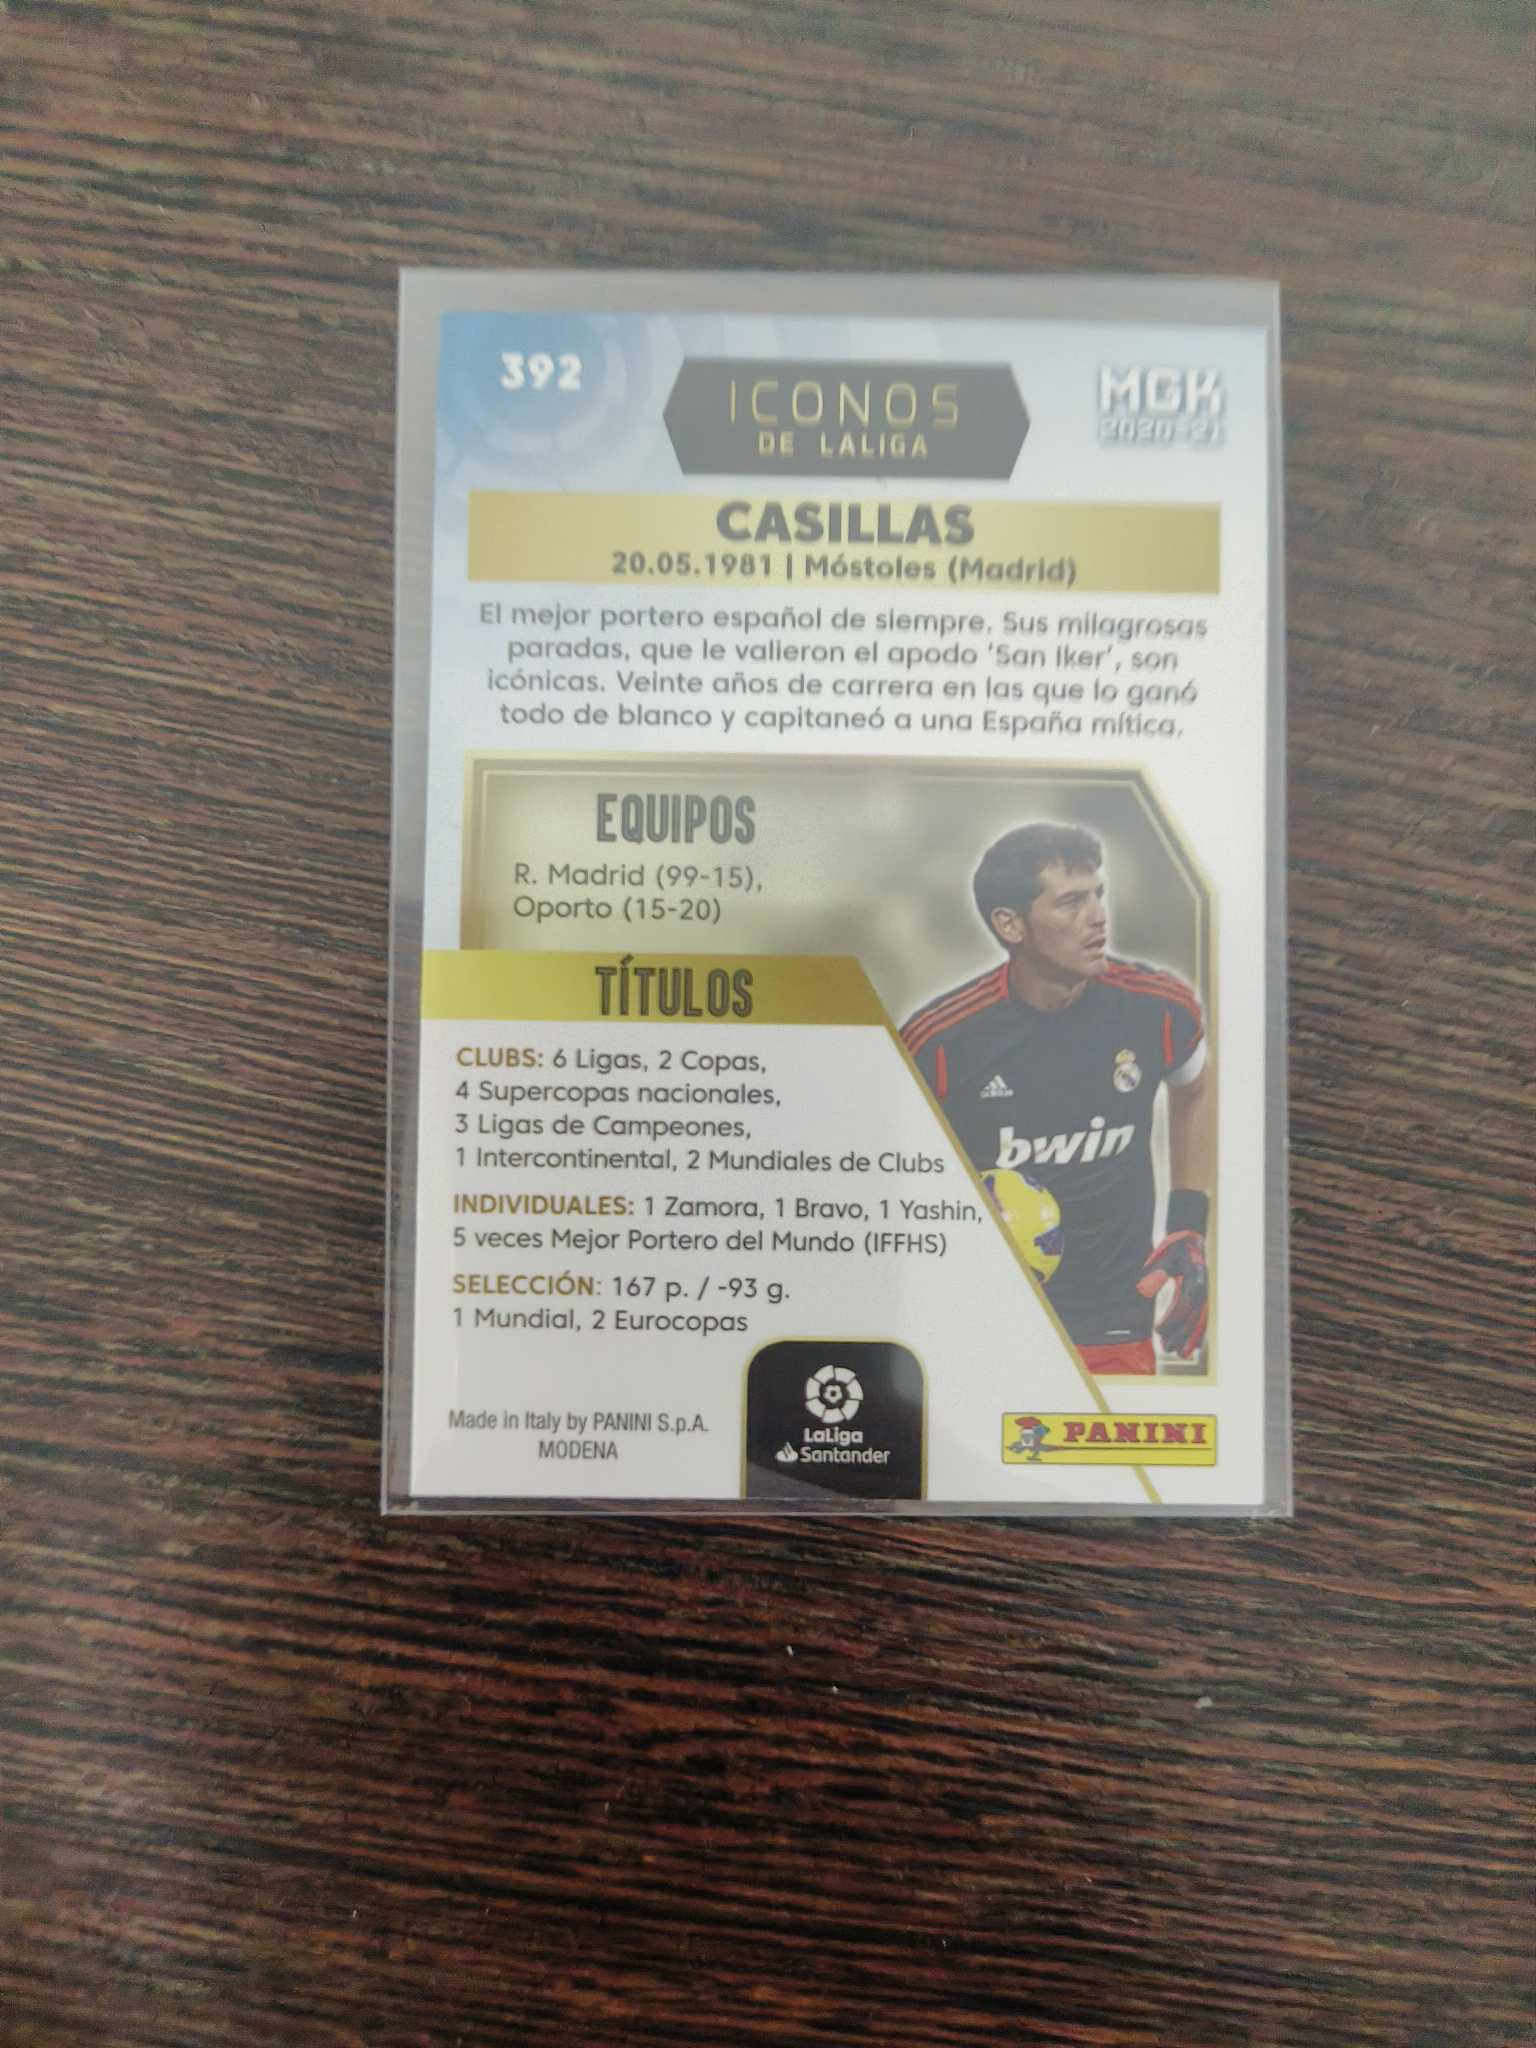 392
ICONOS
DE LALIGA
MGK
2020-21
CASILLAS
20.05.1981 | Móstoles (Madrid)
El mejor portero español de siempre. Sus milagrosas
paradas, que le valieron el apodo ‘San Iker’, son
icónicas. Veinte años de carrera en las que lo ganó
todo de blanco y capitaneó a una España mítica.
EQUIPOS
R. Madrid (99-15),
Oporto (15-20)
TÍTULOS
CLUBS: 6 Ligas, 2 Copas,
4 Supercopas nacionales,
3 Ligas de Campeones,
1 Intercontinental, 2 Mundiales de Clubs
INDIVIDUALES: 1 Zamora, 1 Bravo, 1 Yashin,
5 veces Mejor Portero del Mundo (IFFHS)
SELECCIÓN: 167 p. / -93 g.
1 Mundial, 2 Eurocopas
adidas
bwin
Made in Italy by PANINI S.p.A.
MODENA
LaLiga
Santander
PANINI